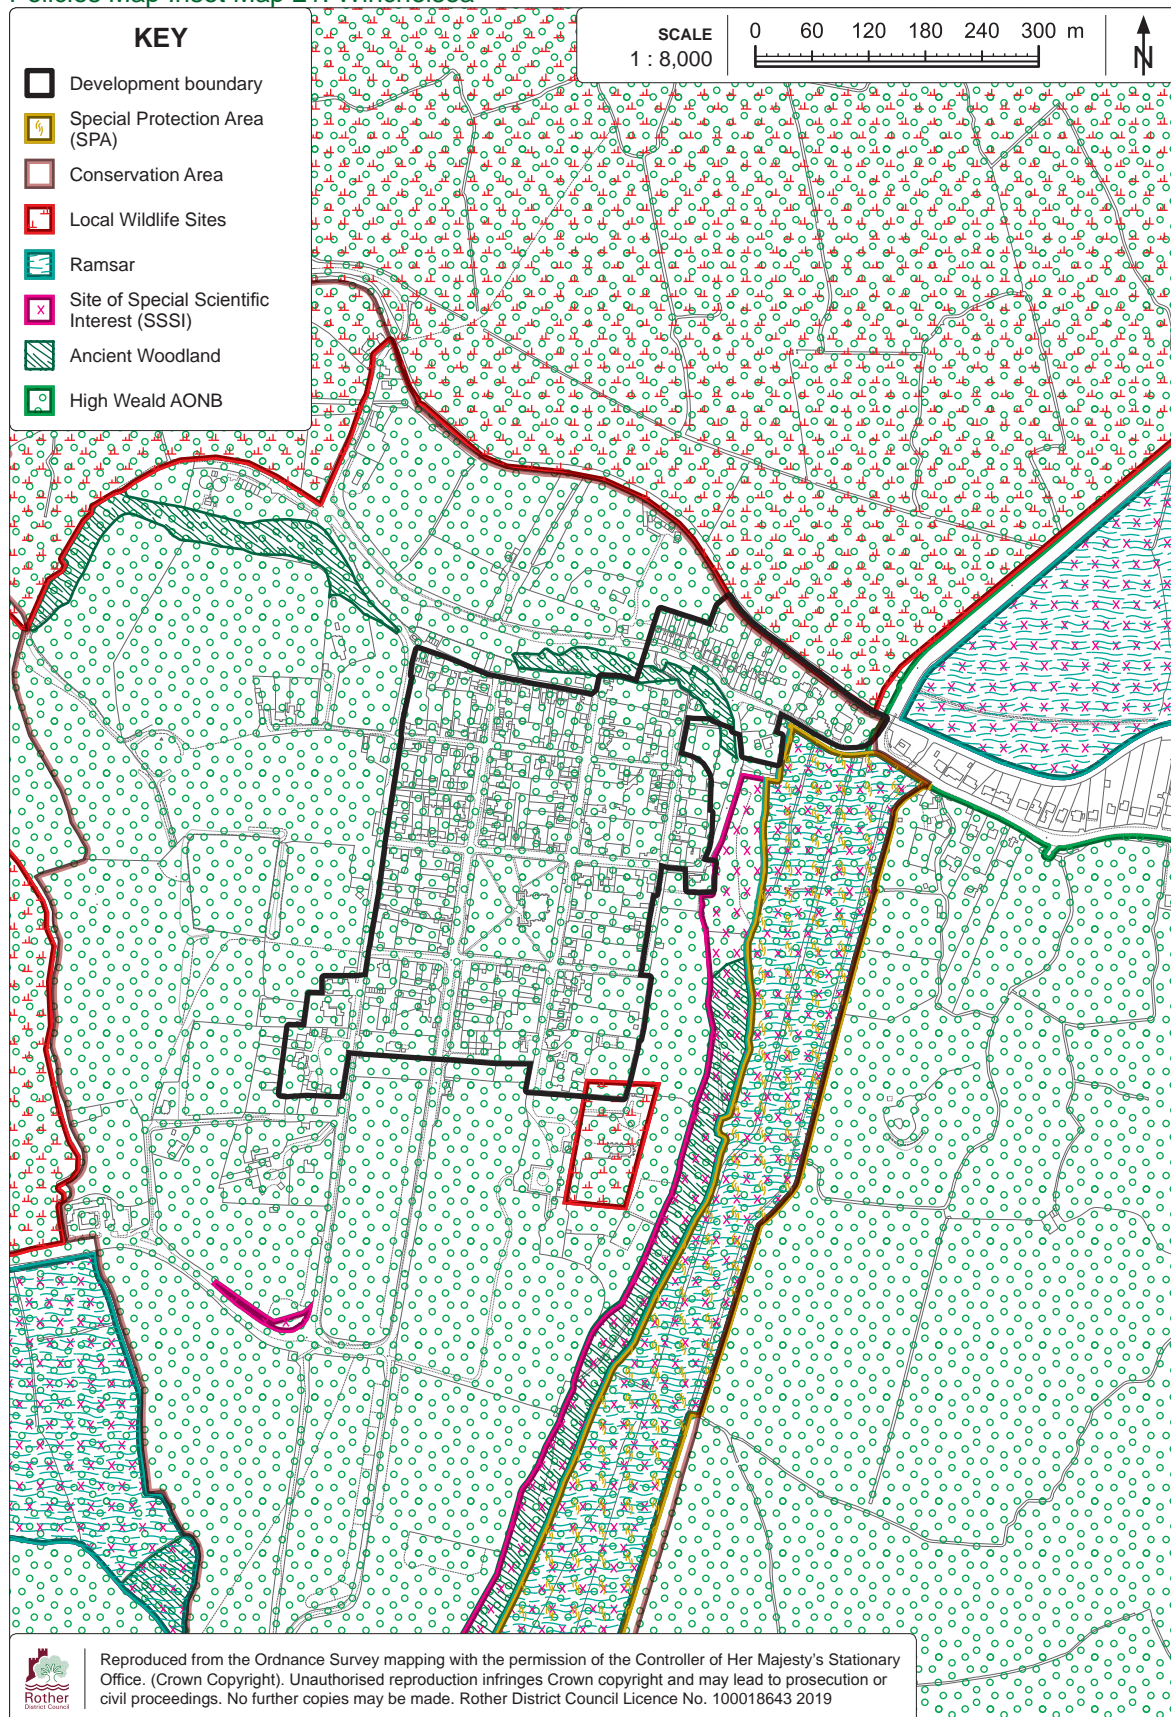 KEY
Development boundary
Special Protection Area
(SPA)
Conservation Area
Local Wildlife Sites
Ramsar
Site of Special Scientific
Interest (SSSI)
Ancient Woodland
High Weald AONB
SCALE
1 : 8,000
0 60 120 180 240 300 m
N
Rother
District Council
Reproduced from the Ordnance Survey mapping with the permission of the Controller of Her Majesty's Stationary
Office. (Crown Copyright). Unauthorised reproduction infringes Crown copyright and may lead to prosecution or
civil proceedings. No further copies may be made. Rother District Council Licence No. 100018643 2019